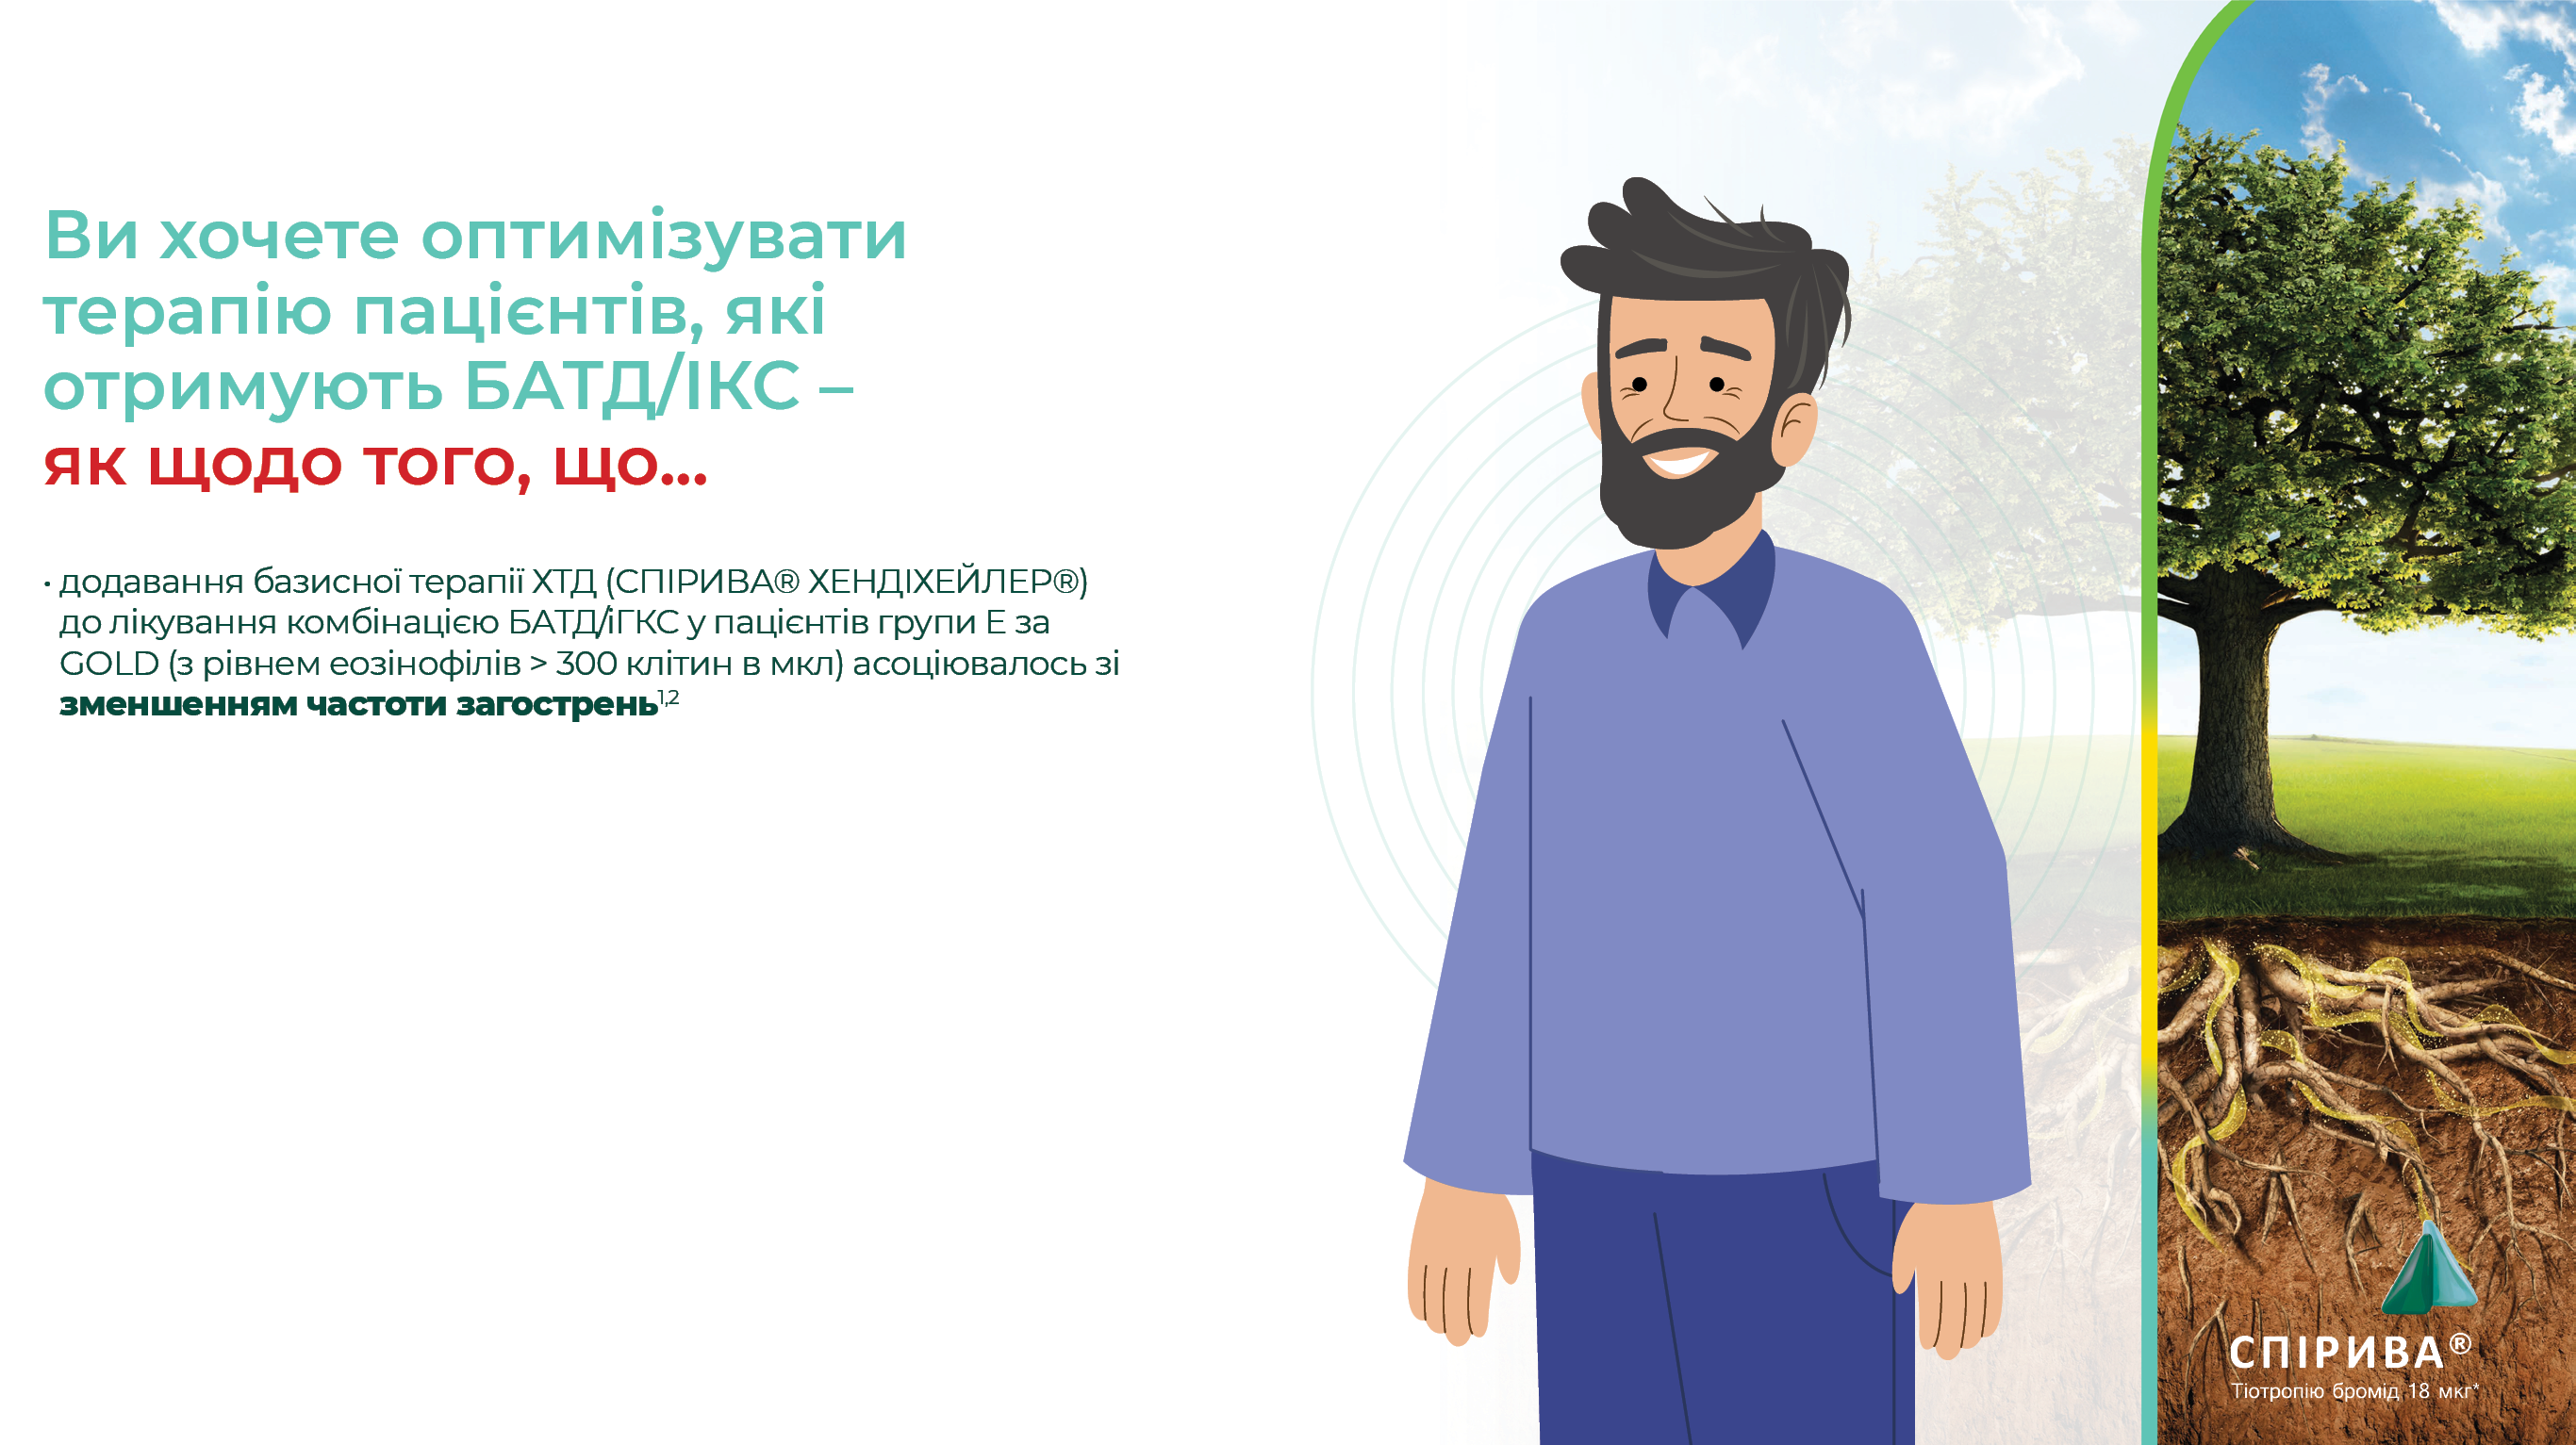 Ви хочете оптимізувати
терапію пацієнтів, які
отримують БАТД/ІКС –
як щодо того, що...
· додавання базисної терапії ХТД (СПІРИВА® ХЕНДІХЕЙЛЕР®)
до лікування комбінацією БАТД/іГКС у пацієнтів групи Е за
GOLD (з рівнем еозінофілів > 300 клітин в мкл) асоціювалось зі
зменшенням частоти загострень1,2
СПІРИВА®
Тіотропію бромід 18 мкг*